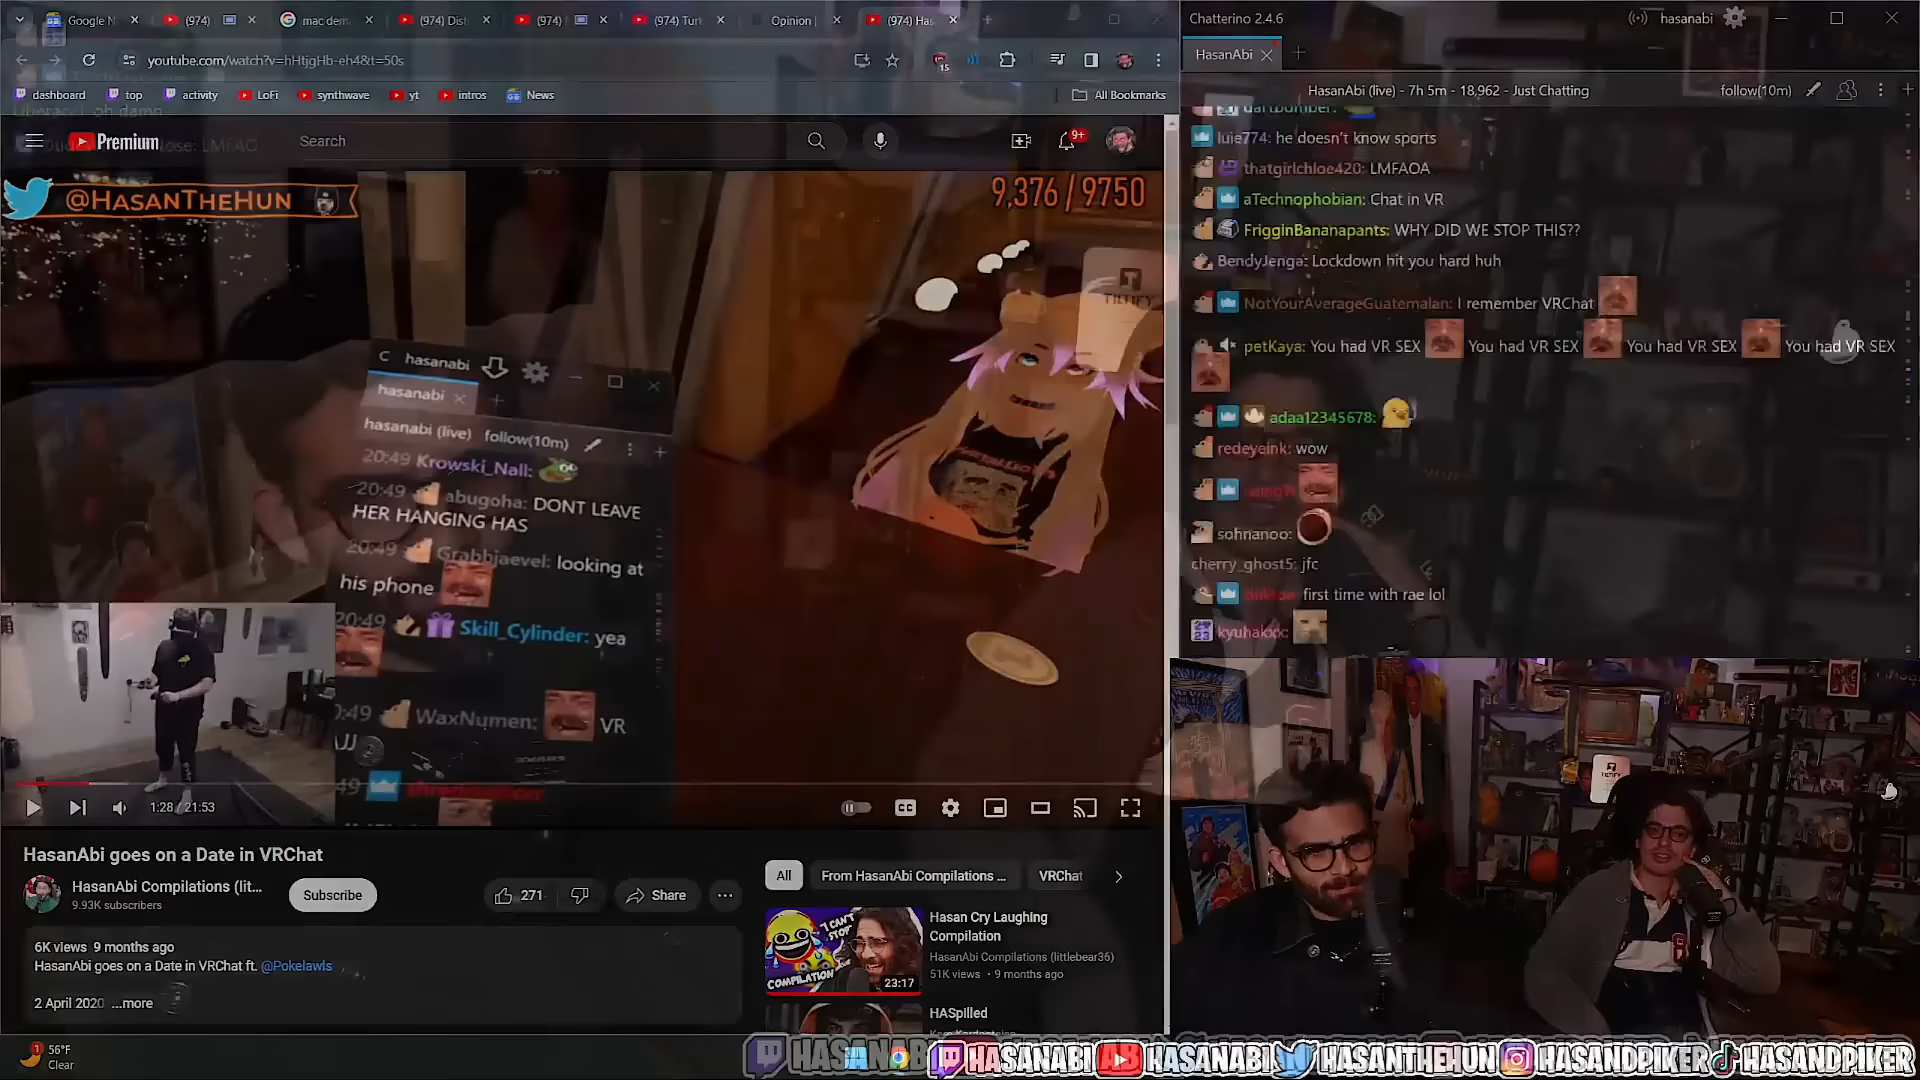 Google N
(974)
mac dem
(974) Dis
(974)
(974) Turk
Opinion |
(974) Has
youtube.com/watch?v=hHtjgHb-eh4&t=50s
15
dashboard
top
activity
LoFi
synthwave
yt
intros
News
All Bookmarks
Premium
Search
9+
@HasanTheHun
9,376 / 9750
TILTIFY
C hasanabi
hasanabi
hasanabi (live) follow(10m)
20:49 Krowski_Nall:
20:49 abugoha: DONT LEAVE
HER HANGING HAS
20:49 Grabbjaevel: looking at
his phone
20:49 Skill_Cylinder: yea
WaxNumen: VR
1:28 / 21:53
HasanAbi goes on a Date in VRChat
HasanAbi Compilations (lit...
9.93K subscribers
Subscribe
271
Share
6K views 9 months ago
HasanAbi goes on a Date in VRChat ft. @Pokelawls
2 April 2020 ...more
All
From HasanAbi Compilations ...
VRChat
I CAN'T STOP
COMPILATION
23:17
Hasan Cry Laughing
Compilation
HasanAbi Compilations (littlebear36)
51K views • 9 months ago
HASpilled
1
56°F
Clear
Chatterino 2.4.6
hasanabi
HasanAbi
HasanAbi (live) - 7h 5m - 18,962 - Just Chatting
follow(10m)
dartbomber:
luie774: he doesn't know sports
thatgirlchloe420: LMFAOA
aTechnophobian: Chat in VR
FrigginBananapants: WHY DID WE STOP THIS??
BendyJenga: Lockdown hit you hard huh
NotYourAverageGuatemalan: I remember VRChat
petKaya: You had VR SEX You had VR SEX You had VR SEX You had VR SEX
adaa12345678:
redeyeink: wow
sohnanoo:
cherry_ghost5: jfc
first time with rae lol
kyuhakxx:
TILTIFY
HASANABI HASANABI HASANTHEHUN HASANDPIKER HASANDPIKER